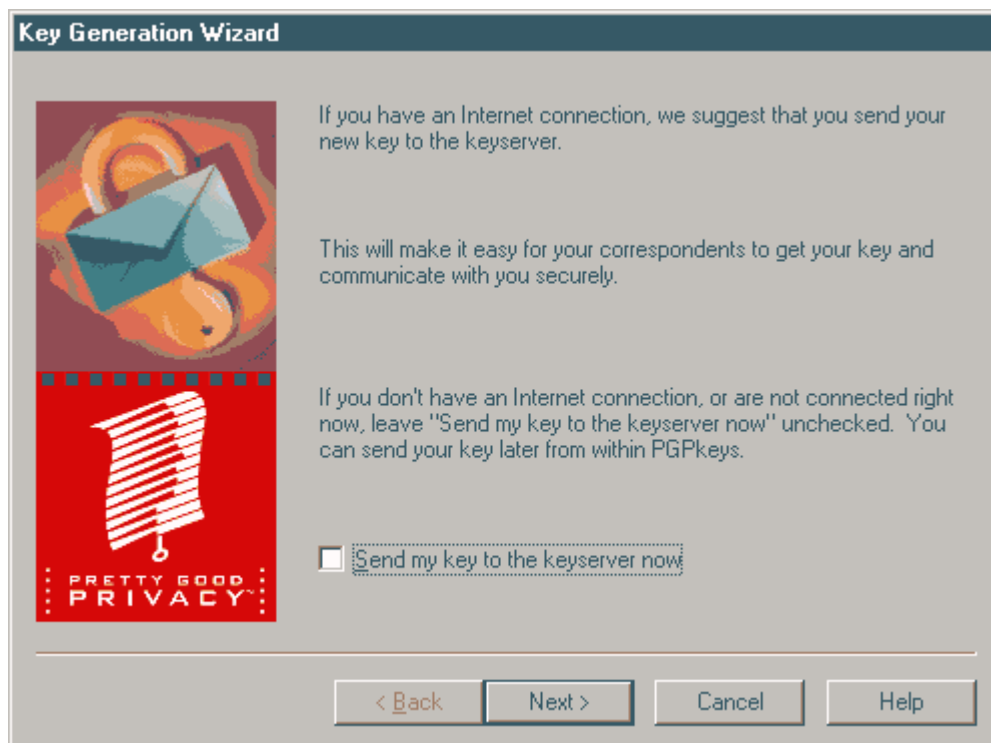 Key Generation Wizard
If you have an Internet connection, we suggest that you send your
new key to the keyserver.
This will make it easy for your correspondents to get your key and
communicate with you securely.
If you don't have an Internet connection, or are not connected right
now, leave "Send my key to the keyserver now" unchecked.  You
can send your key later from within PGPkeys.
Send my key to the keyserver now
PRETTY GOOD
PRIVACY™
< Back
Next >
Cancel
Help